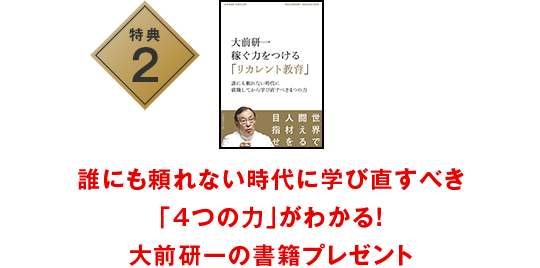 特典
2
大前研一
稼ぐ力をつける
「リカレント教育」
誰にも頼れない時代に
就職してから学び直すべき4つの力
世界で
闘える
人材を
目指せ
誰にも頼れない時代に学び直すべき
「4つの力」がわかる!
大前研一の書籍プレゼント